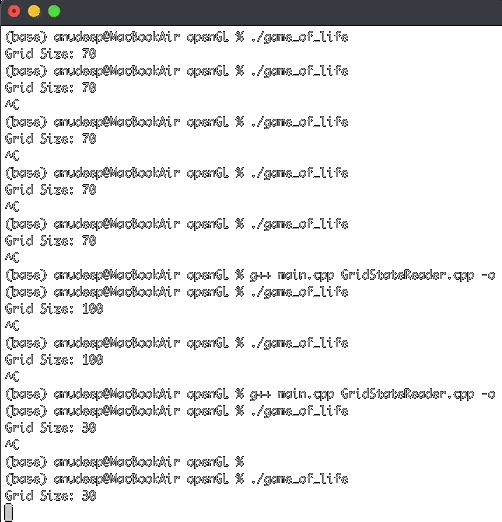 (base) anudeep@MacBookAir openGL % ./game_of_life
Grid Size: 70
(base) anudeep@MacBookAir openGL % ./game_of_life
Grid Size: 70
^C
(base) anudeep@MacBookAir openGL % ./game_of_life
Grid Size: 70
^C
(base) anudeep@MacBookAir openGL % ./game_of_life
Grid Size: 70
^C
(base) anudeep@MacBookAir openGL % ./game_of_life
Grid Size: 70
^C
(base) anudeep@MacBookAir openGL % g++ main.cpp GridStateReader.cpp -o
(base) anudeep@MacBookAir openGL % ./game_of_life
Grid Size: 100
^C
(base) anudeep@MacBookAir openGL % ./game_of_life
Grid Size: 100
^C
(base) anudeep@MacBookAir openGL % g++ main.cpp GridStateReader.cpp -o
(base) anudeep@MacBookAir openGL % ./game_of_life
Grid Size: 30
^C
(base) anudeep@MacBookAir openGL %
(base) anudeep@MacBookAir openGL % ./game_of_life
Grid Size: 30